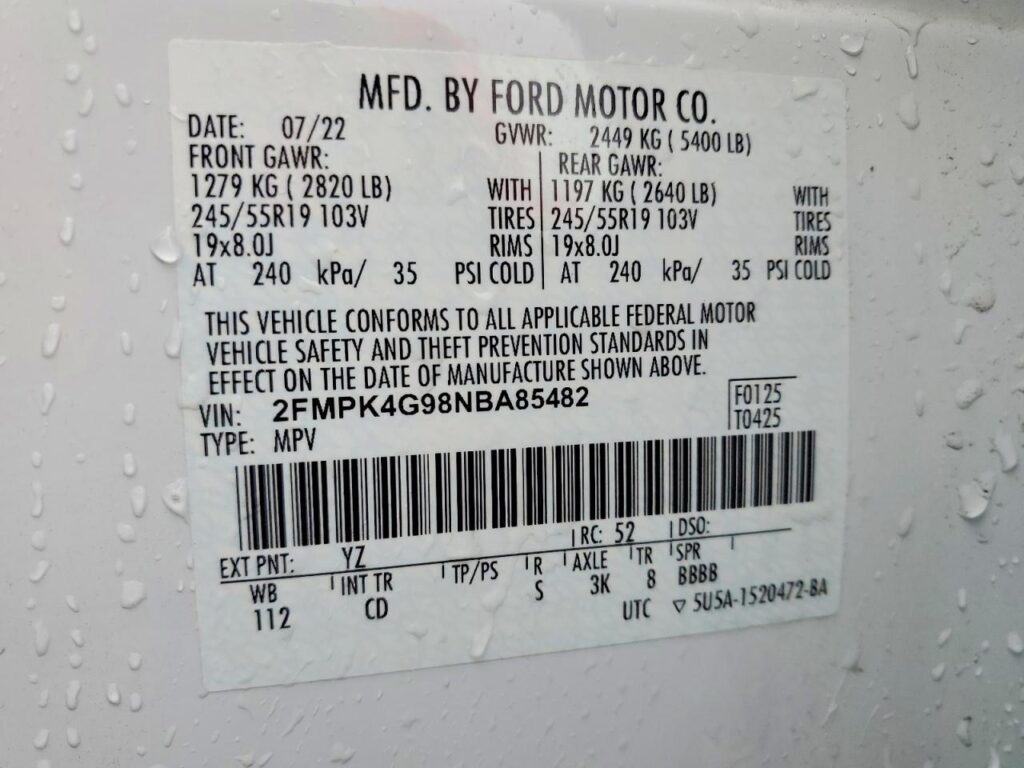 MFD. BY FORD MOTOR CO.
DATE: 07/22 GVWR: 2449 KG ( 5400 LB)
FRONT GAWR: REAR GAWR:
1279 KG ( 2820 LB) WITH 1197 KG ( 2640 LB) WITH
245/55R19 103V TIRES 245/55R19 103V TIRES
19x8.0J RIMS 19x8.0J RIMS
AT 240 kPa/ 35 PSI COLD AT 240 kPa/ 35 PSI COLD
THIS VEHICLE CONFORMS TO ALL APPLICABLE FEDERAL MOTOR
VEHICLE SAFETY AND THEFT PREVENTION STANDARDS IN
EFFECT ON THE DATE OF MANUFACTURE SHOWN ABOVE.
VIN: 2FMPK4G98NBA85482 F0125
TYPE: MPV T0425
EXT PNT: YZ RC: 52 DSO:
WB INT TR TP/PS R AXLE TR SPR
112 CD S 3K 8 BBBB
UTC ▽ 5U5A-1520472-BA